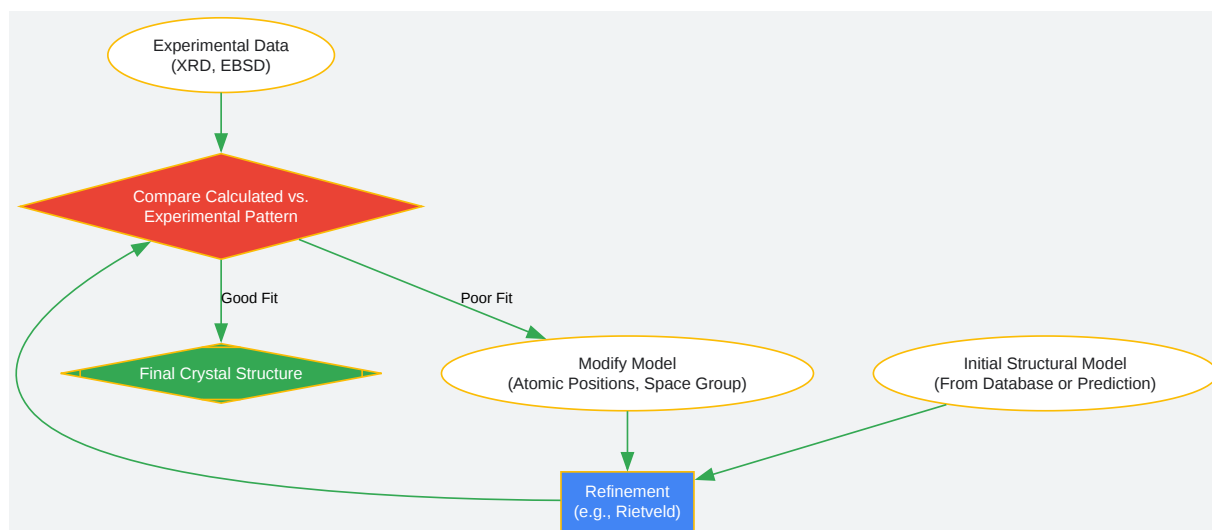 Experimental Data
(XRD, EBSD)
Compare Calculated vs.
Experimental Pattern
Good Fit
Poor Fit
Final Crystal Structure
Modify Model
(Atomic Positions, Space Group)
Initial Structural Model
(From Database or Prediction)
Refinement
(e.g., Rietveld)